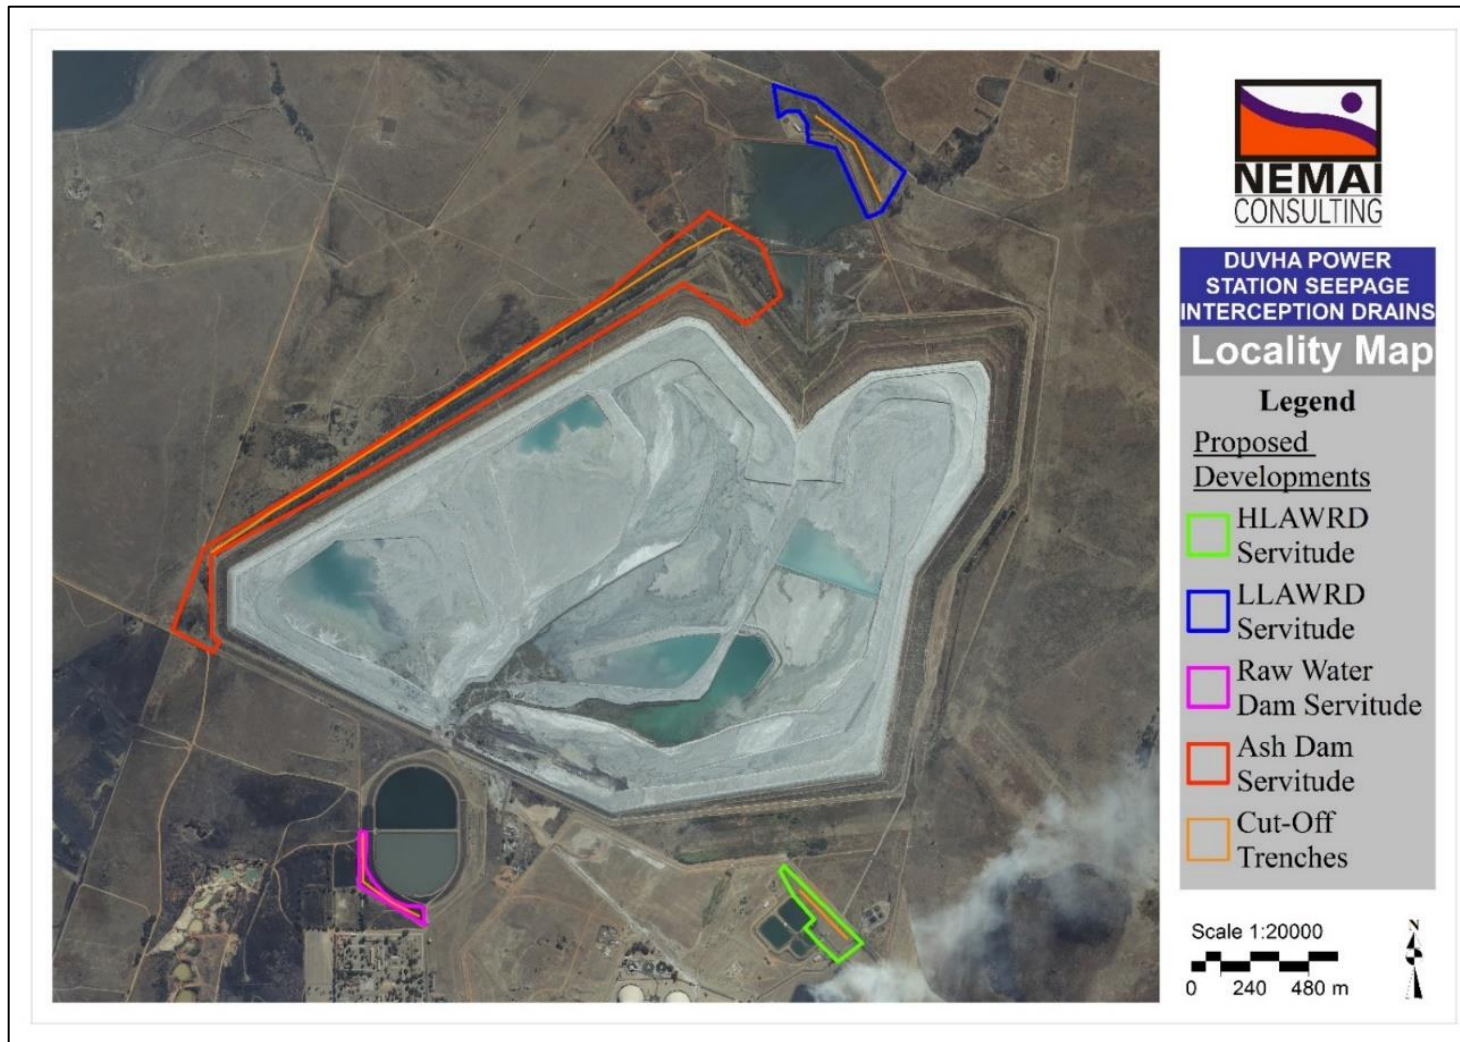 NEMAI
CONSULTING
DUVHA POWER
STATION SEEPAGE
INTERCEPTION DRAINS
Locality Map
Legend
Proposed
Developments
HLAWRD
Servitude
LLAWRD
Servitude
Raw Water
Dam Servitude
Ash Dam
Servitude
Cut-Off
Trenches
Scale 1:20000
0 240 480 m
N